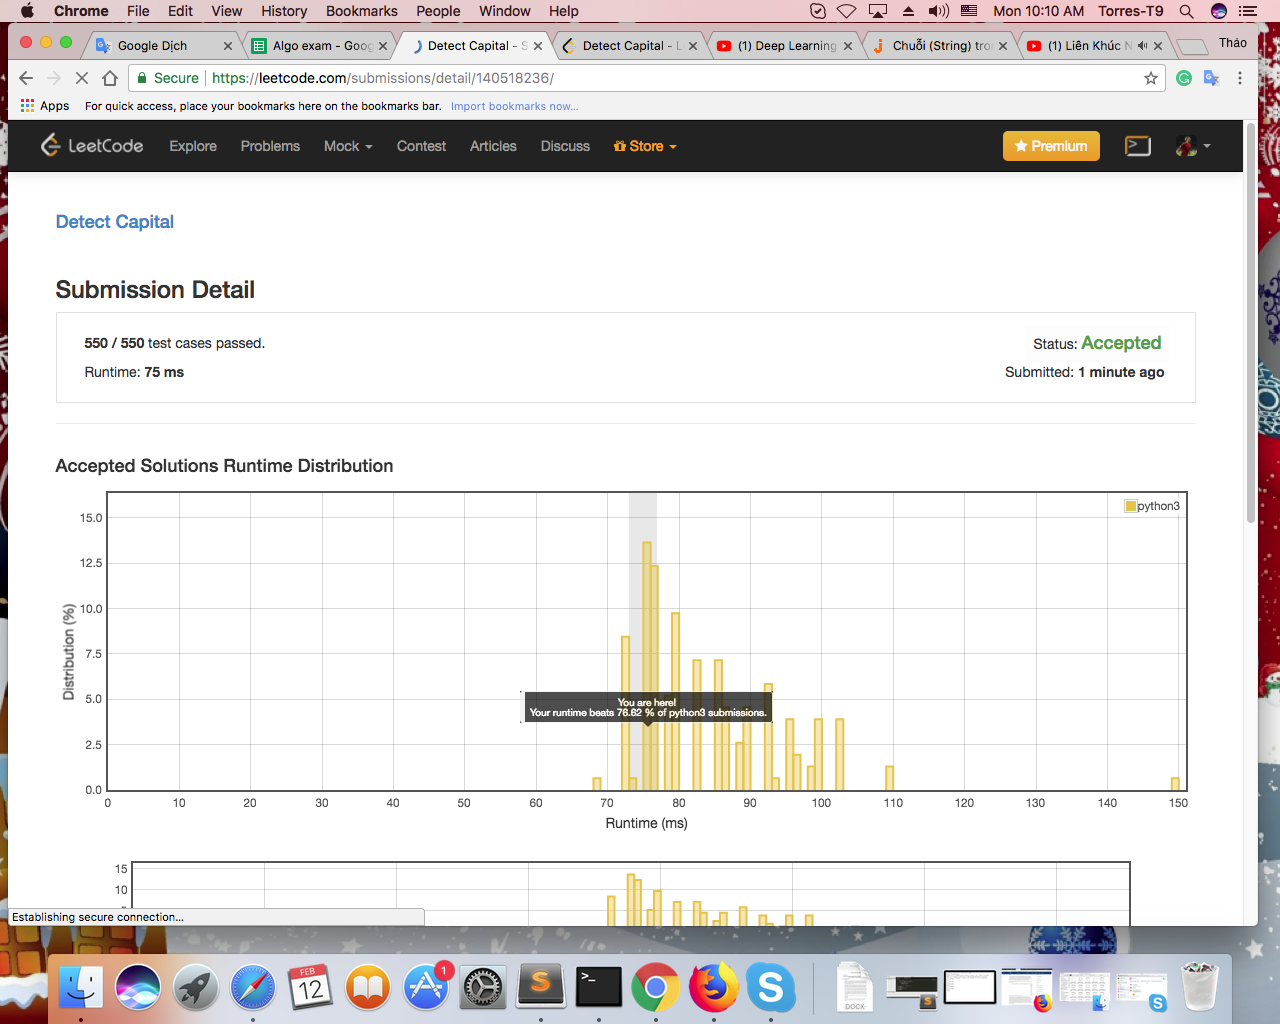 Chrome File Edit View History Bookmarks People Window Help Mon 10:10 AM Torres-T9
Google Dịch Algo exam - Goog Detect Capital - S Detect Capital - L (1) Deep Learning Chuỗi (String) tron (1) Liên Khúc N Thảo
Secure https://leetcode.com/submissions/detail/140518236/
Apps For quick access, place your bookmarks here on the bookmarks bar. Import bookmarks now...
LeetCode Explore Problems Mock Contest Articles Discuss Store Premium
Detect Capital
Submission Detail
550 / 550 test cases passed. Status: Accepted
Runtime: 75 ms Submitted: 1 minute ago
Accepted Solutions Runtime Distribution
python3
15.0
12.5
10.0
7.5
5.0
2.5
0.0
Distribution (%)
You are here!
Your runtime beats 76.62 % of python3 submissions.
0 10 20 30 40 50 60 70 80 90 100 110 120 130 140 150
Runtime (ms)
15
10
Establishing secure connection...
FEB
12
1
DOCX